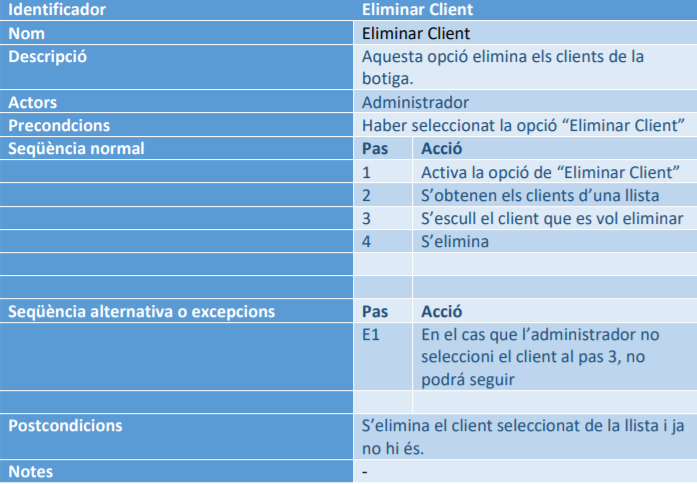 Identificador Eliminar Client
Nom Eliminar Client
Descripció Aquesta opció elimina els clients de la
botiga.
Actors Administrador
Precondcions Haber seleccionat la opció “Eliminar Client”
Seqüència normal Pas Acció
1 Activa la opció de “Eliminar Client”
2 S’obtenen els clients d’una llista
3 S’escull el client que es vol eliminar
4 S’elimina
Seqüència alternativa o excepcions Pas Acció
E1 En el cas que l’administrador no
seleccioni el client al pas 3, no
podrá seguir
Postcondicions S’elimina el client seleccionat de la llista i ja
no hi és.
Notes -